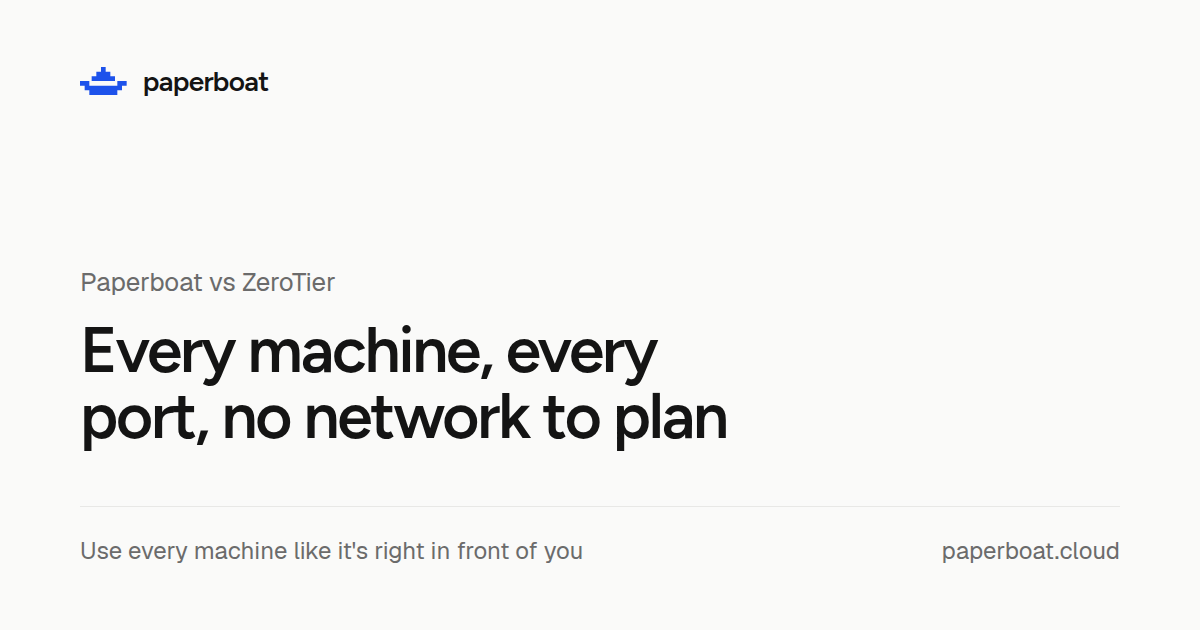 paperboat
Paperboat vs ZeroTier
Every machine, every
port, no network to plan
Use every machine like it's right in front of you
paperboat.cloud